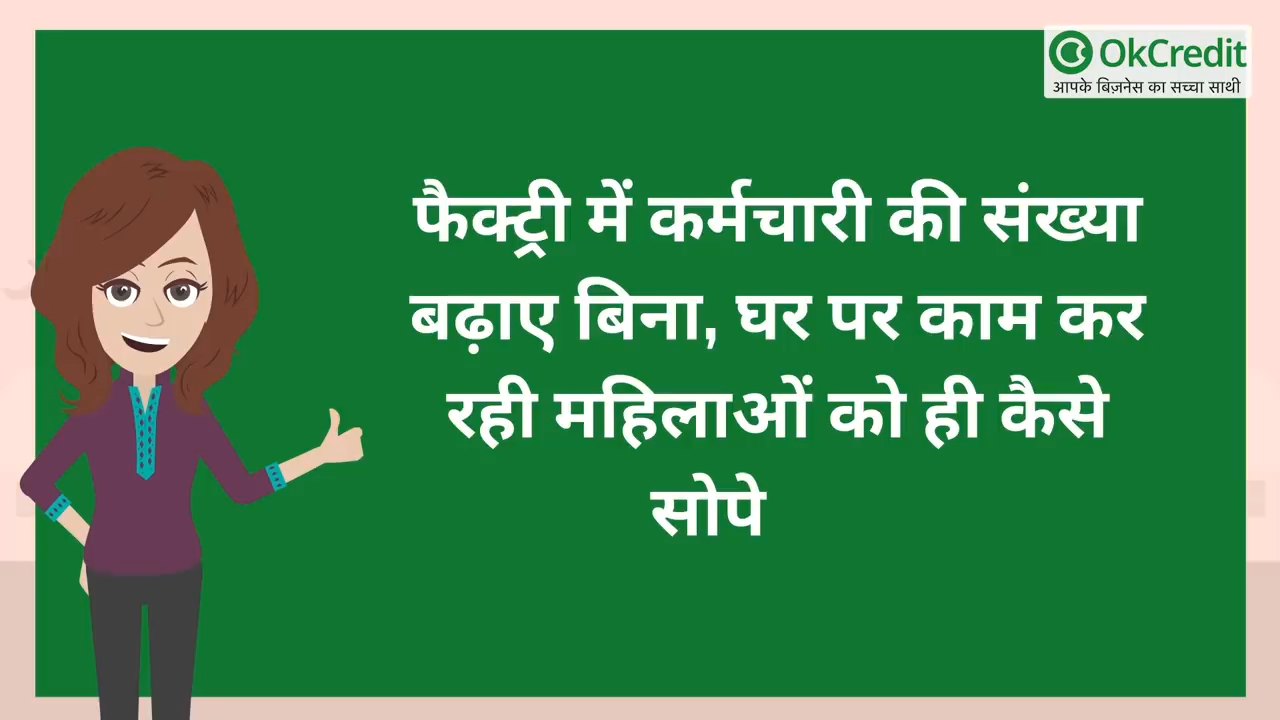 OkCredit
आपके बिज़नेस का सच्चा साथी
फैक्ट्री में कर्मचारी की संख्या
बढ़ाए बिना, घर पर काम कर
रही महिलाओं को ही कैसे
सोपे